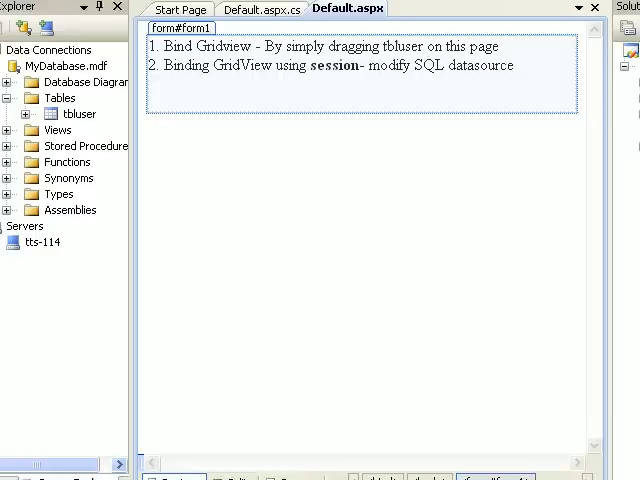 Explorer
Start Page
Default.aspx.cs
Default.aspx
form#form1
1. Bind Gridview - By simply dragging tbluser on this page
2. Binding GridView using session- modify SQL datasource
Data Connections
MyDatabase.mdf
Database Diagrar
Tables
tbluser
Views
Stored Procedure
Functions
Synonyms
Types
Assemblies
Servers
tts-114